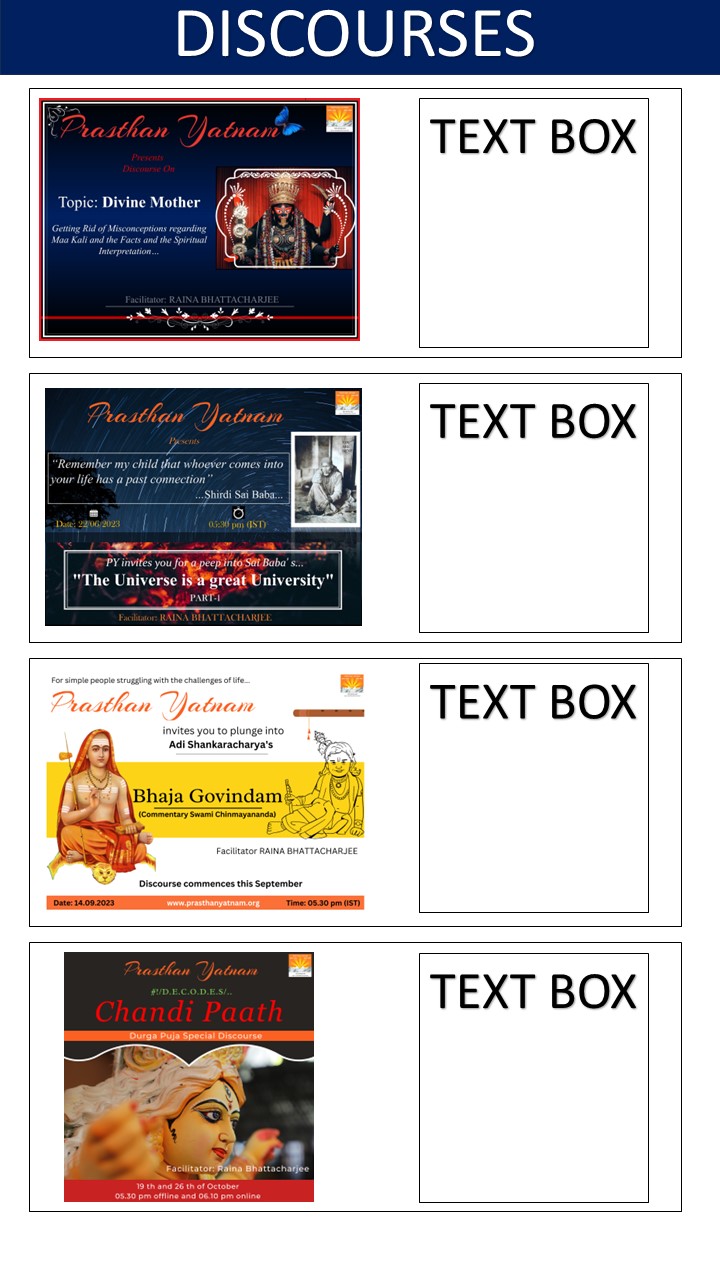 DISCOURSES
Prasthan Yatnam
Presents
Discourse On
Topic: Divine Mother
Getting Rid of Misconceptions regarding
Maa Kali and the Facts and the Spiritual
Interpretation...
Facilitator: RAINA BHATTACHARJEE
TEXT BOX
Prasthan Yatnam
Presents
"Remember my child that whoever comes into
your life has a past connection"
...Shirdi Sai Baba...
Date: 22/06/2023
05:30 pm (IST)
PY invites you for a peep into Sai Baba' s...
"The Universe is a great University"
PART-1
Facilitator: RAINA BHATTACHARJEE
TEXT BOX
For simple people struggling with the challenges of life...
Prasthan Yatnam
invites you to plunge into
Adi Shankaracharya's
Bhaja Govindam
(Commentary Swami Chinmayananda)
Facilitator RAINA BHATTACHARJEE
Discourse commences this September
Date: 14.09.2023 www.prasthanyatnam.org Time: 05.30 pm (IST)
TEXT BOX
Prasthan Yatnam
#!/D.E.C.O.D.E.S/..
Chandi Paath
Durga Puja Special Discourse
Facilitator: Raina Bhattacharjee
19 th and 26 th of October
05.30 pm offline and 06.10 pm online
TEXT BOX